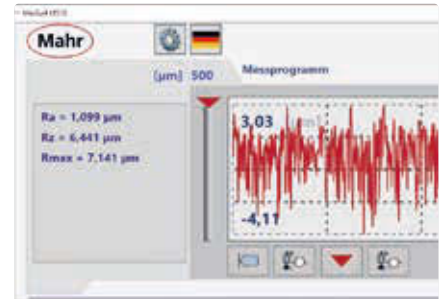 Mahr
[µm] 500 Messprogramm
Ra = 1,099 µm
Rz = 6,441 µm
Rmax = 7,141 µm
3,03
-4,11